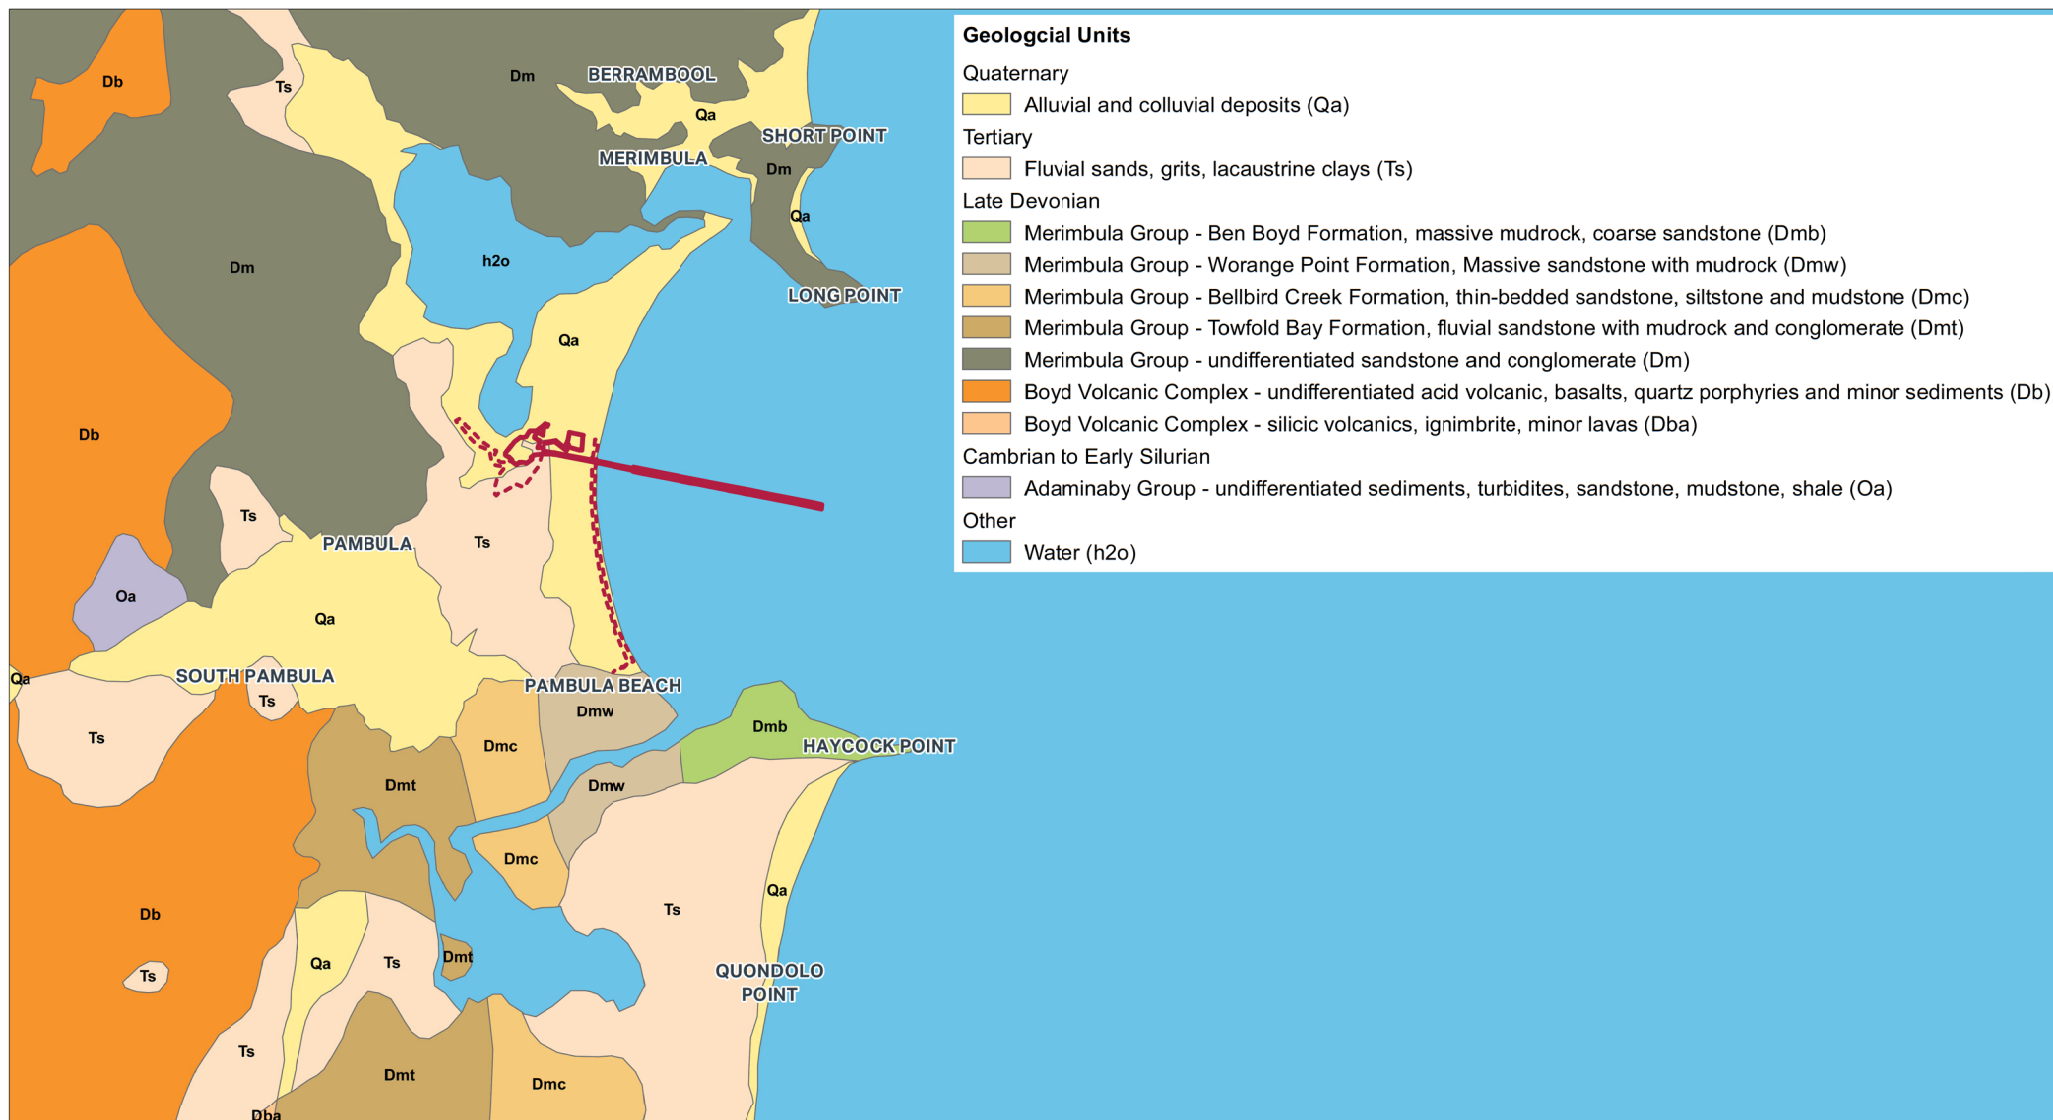 Geologcial Units
Quaternary
Alluvial and colluvial deposits (Qa)
Tertiary
Fluvial sands, grits, lacaustrine clays (Ts)
Late Devonian
Merimbula Group - Ben Boyd Formation, massive mudrock, coarse sandstone (Dmb)
Merimbula Group - Worange Point Formation, Massive sandstone with mudrock (Dmw)
Merimbula Group - Bellbird Creek Formation, thin-bedded sandstone, siltstone and mudstone (Dmc)
Merimbula Group - Towfold Bay Formation, fluvial sandstone with mudrock and conglomerate (Dmt)
Merimbula Group - undifferentiated sandstone and conglomerate (Dm)
Boyd Volcanic Complex - undifferentiated acid volcanic, basalts, quartz porphyries and minor sediments (Db)
Boyd Volcanic Complex - silicic volcanics, ignimbrite, minor lavas (Dba)
Cambrian to Early Silurian
Adaminaby Group - undifferentiated sediments, turbidites, sandstone, mudstone, shale (Oa)
Other
Water (h2o)
Db
Ts
Dm
BERRAMBOOL
Qa
SHORT POINT
MERIMBULA
Dm
Qa
h2o
Dm
LONG POINT
Qa
Db
Ts
PAMBULA
Ts
Oa
Qa
Qa
SOUTH PAMBULA
PAMBULA BEACH
Ts
Dmw
Dmb
Ts
Dmc
HAYCOCK POINT
Dmt
Dmw
Dmc
Qa
Db
Ts
Qa
Ts
Dmt
Ts
QUONDOLO
POINT
Ts
Dmt
Dmc
Dba